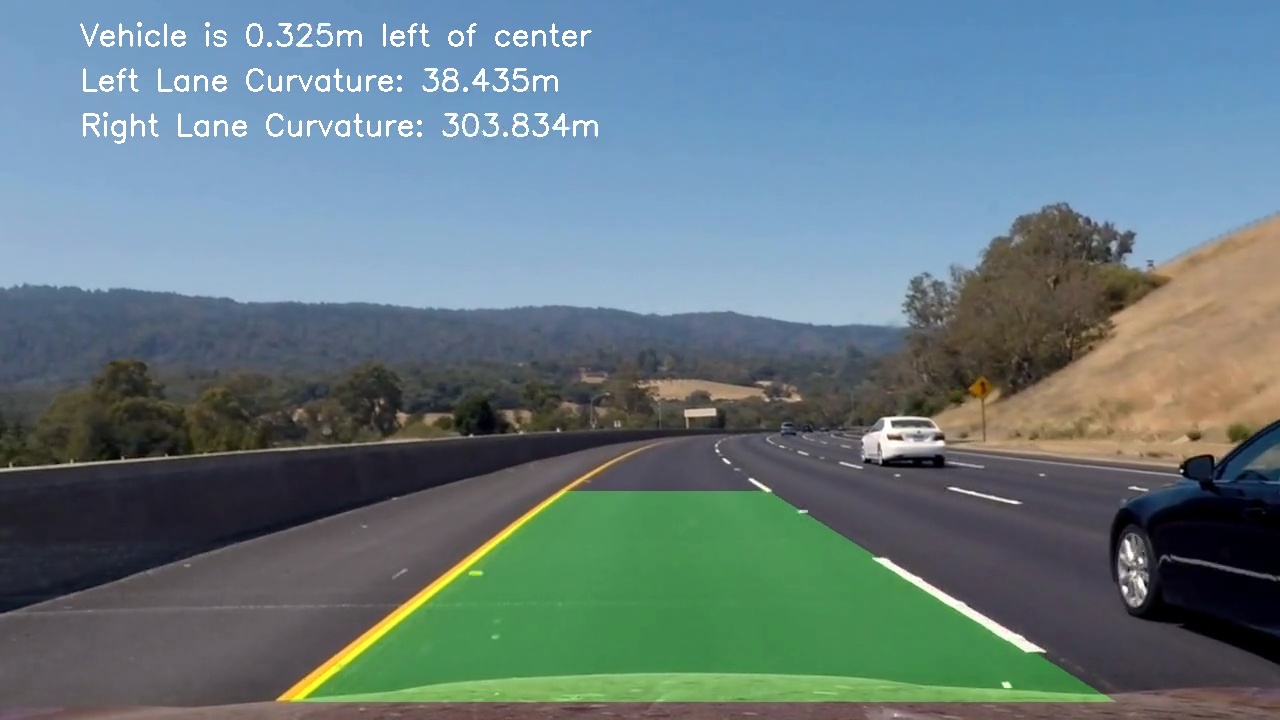 Vehicle is 0.325m left of center
Left Lane Curvature: 38.435m
Right Lane Curvature: 303.834m